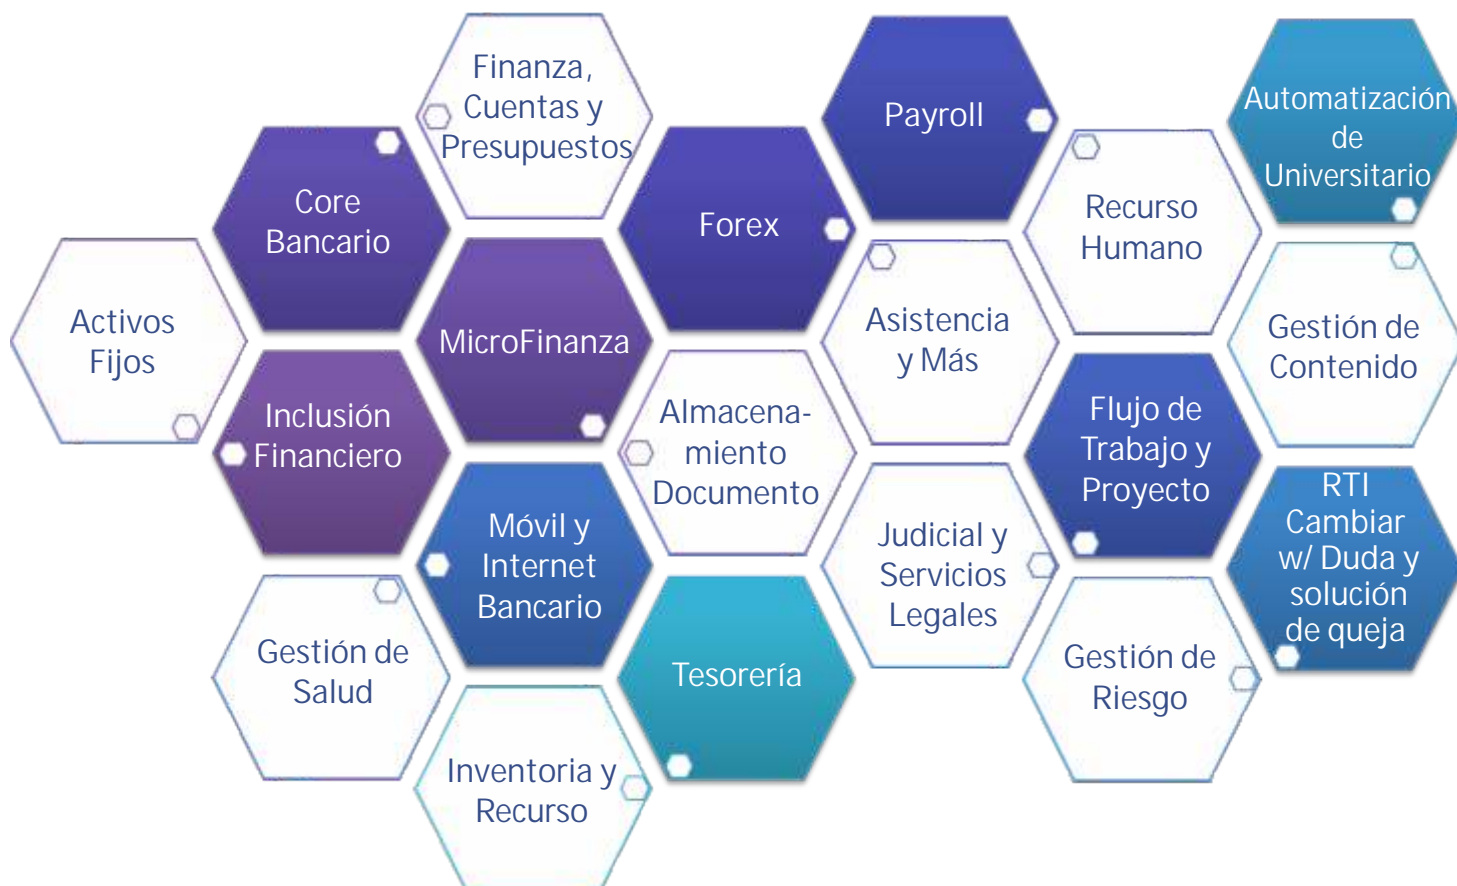 Finanza,
Cuentas y
Presupuestos
Payroll
Automatización
de
Universitario
Core
Bancario
Forex
Recurso
Humano
Activos
Fijos
MicroFinanza
Asistencia
y Más
Gestión de
Contenido
Inclusión
Financiero
Almacena-
miento
Documento
Flujo de
Trabajo y
Proyecto
Móvil y
Internet
Bancario
Judicial y
Servicios
Legales
RTI
Cambiar
w/ Duda y
solución
de queja
Gestión de
Salud
Tesorería
Gestión de
Riesgo
Inventoria y
Recurso